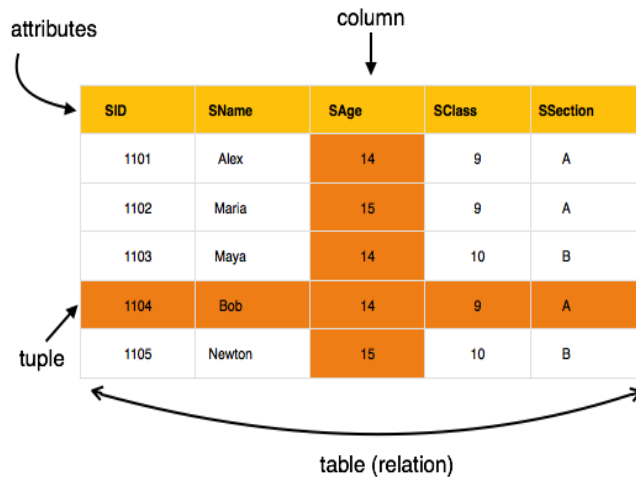 column
attributes
SID SName SAge SClass SSection
1101 Alex 14 9 A
1102 Maria 15 9 A
1103 Maya 14 10 B
1104 Bob 14 9 A
tuple
1105 Newton 15 10 B
table (relation)